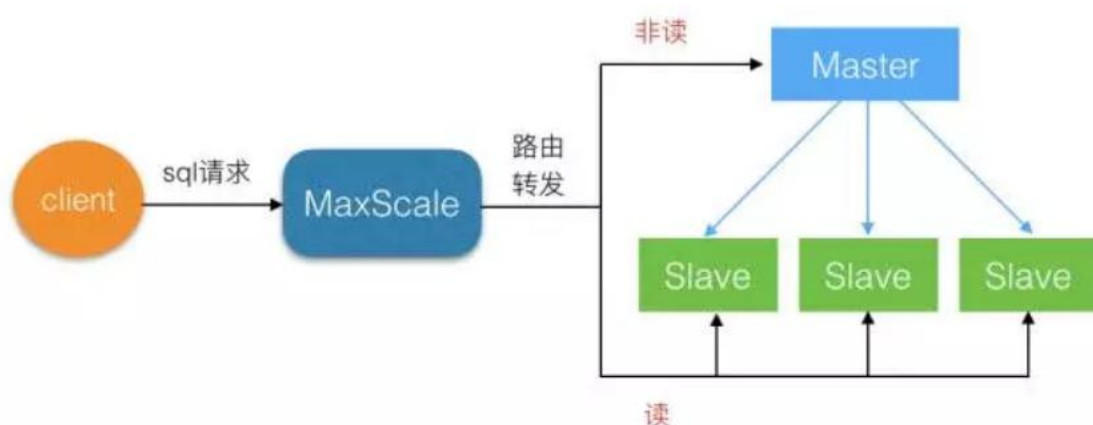 非读
Master
client
sql请求
MaxScale
路由
转发
Slave
Slave
Slave
读